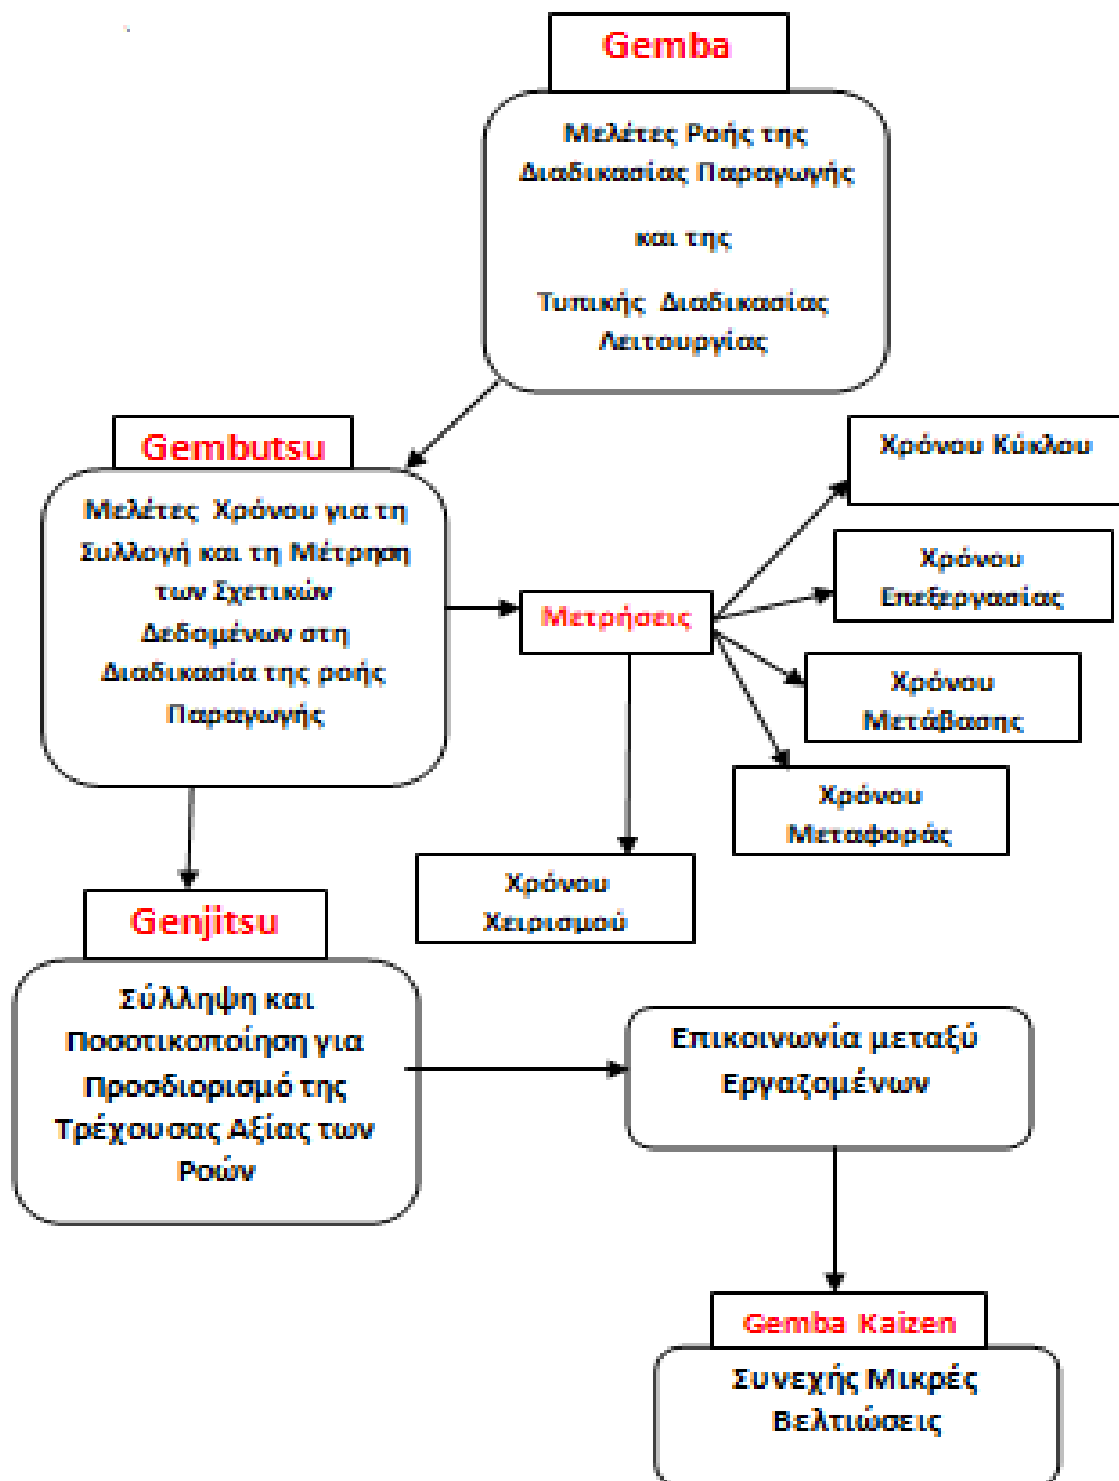 Gemba
Μελέτες Ροής της
Διαδικασίας Παραγωγής
και της
Τυπικής Διαδικασίας
Λειτουργίας
Gembutsu
Μελέτες Χρόνου για τη
Συλλογή και τη Μέτρηση
των Σχετικών
Δεδομένων στη
Διαδικασία της ροής
Παραγωγής
Μετρήσεις
Χρόνου Κύκλου
Χρόνου
Επεξεργασίας
Χρόνου
Μετάβασης
Χρόνου
Μεταφοράς
Χρόνου
Χειρισμού
Genjitsu
Σύλληψη και
Ποσοτικοποίηση για
Προσδιορισμό της
Τρέχουσας Αξίας των
Ροών
Επικοινωνία μεταξύ
Εργαζομένων
Gemba Kaizen
Συνεχής Μικρές
Βελτιώσεις